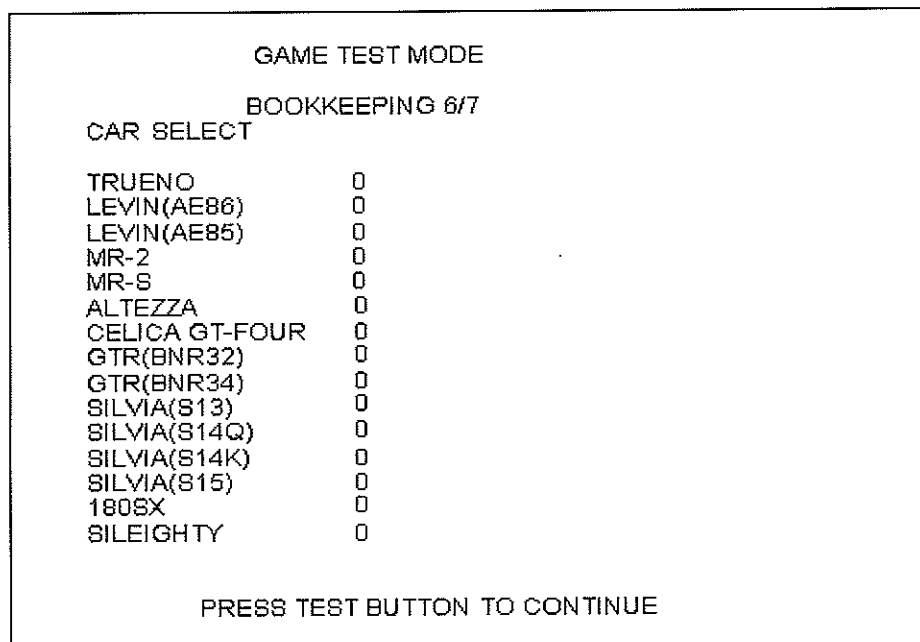 GAME TEST MODE
BOOKKEEPING 6/7
CAR SELECT
TRUENO 0
LEVIN(AE86) 0
LEVIN(AE85) 0
MR-2 0
MR-S 0
ALTEZZA 0
CELICA GT-FOUR 0
GTR(BNR32) 0
GTR(BNR34) 0
SILVIA(S13) 0
SILVIA(S14Q) 0
SILVIA(S14K) 0
SILVIA(S15) 0
180SX 0
SILEIGHTY 0
PRESS TEST BUTTON TO CONTINUE